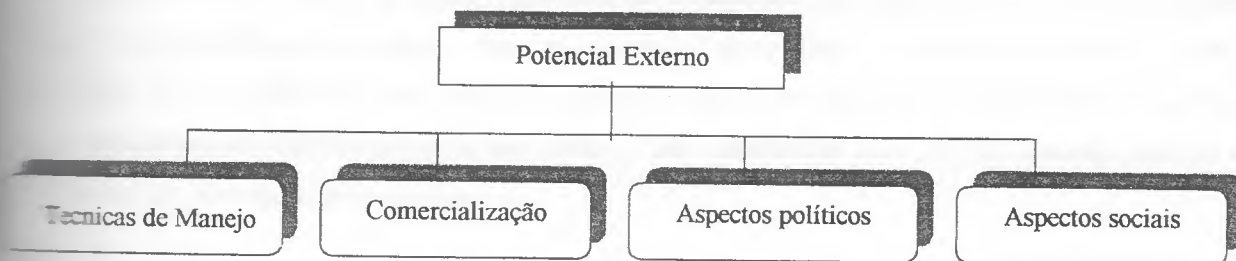 Potencial Externo
Tecnicas de Manejo
Comercialização
Aspectos políticos
Aspectos sociais